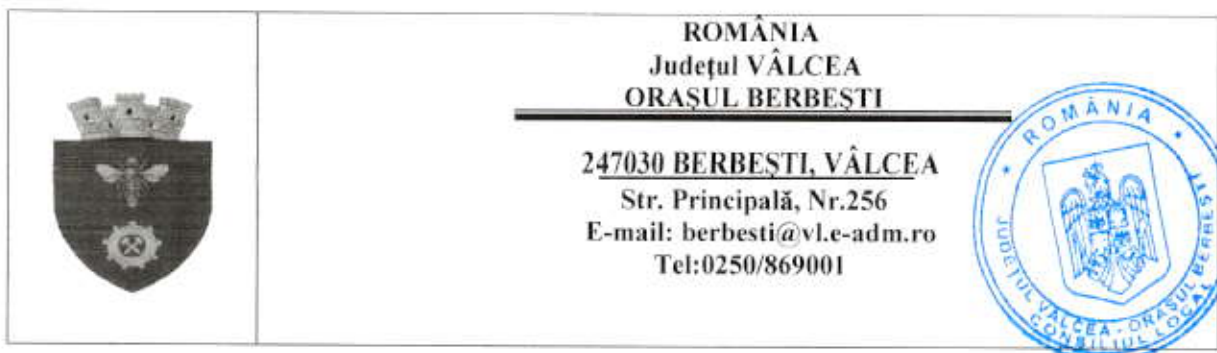 ROMÂNIA
Județul VÂLCEA
ORAȘUL BERBEȘTI
247030 BERBEȘTI, VÂLCEA
Str. Principală, Nr.256
E-mail: berbesti@vl.e-adm.ro
Tel:0250/869001
* ROMÂNIA *
JUDEȚUL VÂLCEA - ORAȘUL BERBEȘTI
CONSILIUL LOCAL